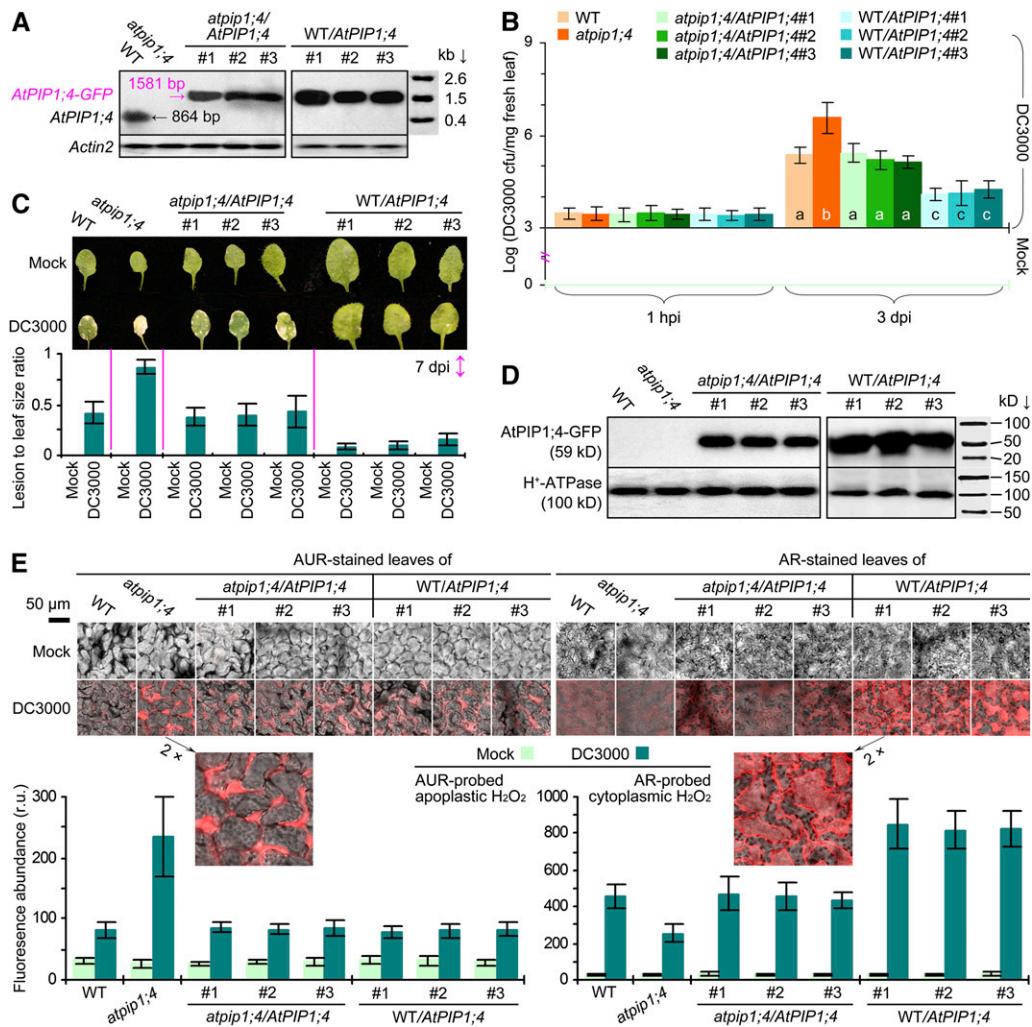 A
atpip1;4/
AtPIP1;4
WT/AtPIP1;4
WT
atpip1;4
#1 #2 #3
#1 #2 #3
kb ↓
1581 bp
AtPIP1;4-GFP →
AtPIP1;4
← 864 bp
Actin2
2.6
1.5
0.4
B
WT
atpip1;4
atpip1;4/AtPIP1;4#1
atpip1;4/AtPIP1;4#2
atpip1;4/AtPIP1;4#3
WT/AtPIP1;4#1
WT/AtPIP1;4#2
WT/AtPIP1;4#3
Log (DC3000 cfu/mg fresh leaf)
9
6
3
0
a b a a a c c c
DC3000
Mock
1 hpi
3 dpi
C
WT
atpip1;4
atpip1;4/AtPIP1;4
WT/AtPIP1;4
#1 #2 #3
#1 #2 #3
Mock
DC3000
7 dpi
Lesion to leaf size ratio
1
0.5
0
Mock DC3000 Mock DC3000 Mock DC3000 Mock DC3000 Mock DC3000 Mock DC3000 Mock DC3000 Mock DC3000
D
WT
atpip1;4
atpip1;4/AtPIP1;4
WT/AtPIP1;4
#1 #2 #3
#1 #2 #3
kD ↓
AtPIP1;4-GFP
(59 kD)
H⁺-ATPase
(100 kD)
100
50
20
150
100
50
E
AUR-stained leaves of
AR-stained leaves of
50 µm
WT
atpip1;4
atpip1;4/AtPIP1;4
WT/AtPIP1;4
#1 #2 #3
#1 #2 #3
WT
atpip1;4
atpip1;4/AtPIP1;4
WT/AtPIP1;4
#1 #2 #3
#1 #2 #3
Mock
DC3000
2 ×
2 ×
Mock
DC3000
AUR-probed
apoplastic H₂O₂
AR-probed
cytoplasmic H₂O₂
Fluorescence abundance (r.u.)
300
200
100
0
1000
800
600
400
200
0
WT
atpip1;4
#1 #2 #3
atpip1;4/AtPIP1;4
#1 #2 #3
WT/AtPIP1;4
WT
atpip1;4
#1 #2 #3
atpip1;4/AtPIP1;4
#1 #2 #3
WT/AtPIP1;4